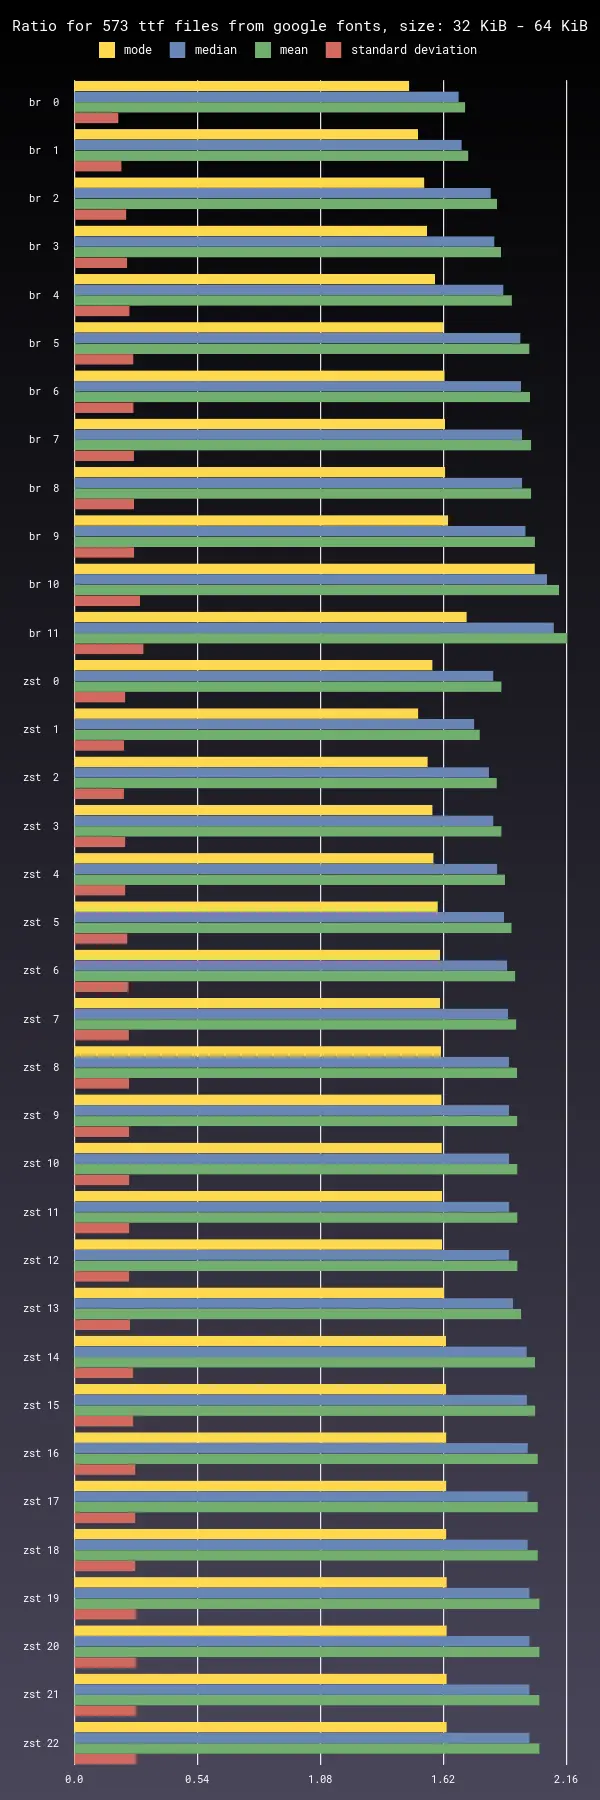 Ratio for 573 ttf files from google fonts, size: 32 KiB - 64 KiB
mode median mean standard deviation
br 0
br 1
br 2
br 3
br 4
br 5
br 6
br 7
br 8
br 9
br 10
br 11
zst 0
zst 1
zst 2
zst 3
zst 4
zst 5
zst 6
zst 7
zst 8
zst 9
zst 10
zst 11
zst 12
zst 13
zst 14
zst 15
zst 16
zst 17
zst 18
zst 19
zst 20
zst 21
zst 22
0.0 0.54 1.08 1.62 2.16